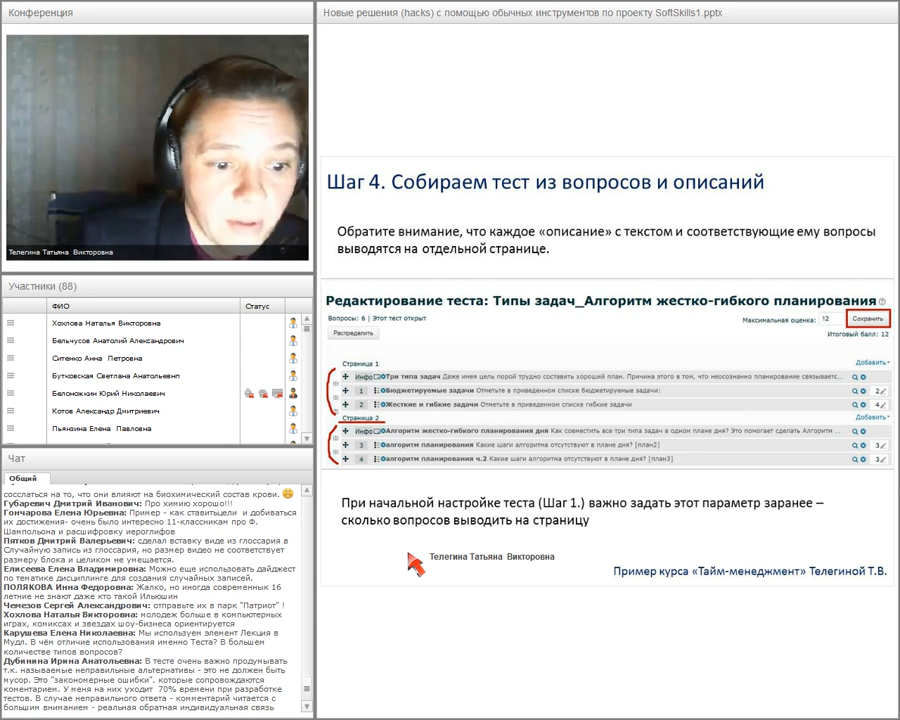 Конференция
Телегина Татьяна Викторовна
Участники (88)
ФИО
Статус
Хохлова Наталья Викторовна
Бельчусов Анатолий Александрович
Ситенко Анна Петровна
Бутковская Светлана Анатольевнп
Белоножкин Юрий Николаевич
Котов Александр Дмитриевич
Пьянзина Елена Павловна
Чат
Общий
сосслаться на то, что они влияют на биохимический состав крови.
Губаревич Дмитрий Иванович: Про химию хорошо!!!
Гончарова Елена Юрьевна: Пример - как ставитьцели и добиваться
их достижения- очень было интересно 11-классникам про Ф.
Шампольона и расшифровку иероглифов
Пятков Дмитрий Валерьевич: сделал вставку виде из глоссария в
Случайную запись из глоссария, но размер видео не соответствует
размеру блока и целиком не умещается.
Елисеева Елена Владимировна: Можно еще использовать дайджест
по тематике дисциплинге для создания случайных записей.
ПОЛЯКОВА Инна Федоровна: Жалко, но иногда современных 16
летние не знают даже кто такой Ильюшин
Чемезов Сергей Александрович: отправьте их в парк "Патриот" !
Хохлова Наталья Викторовна: молодеж больше в компьютерных
играх, комиксах и звездах шоу-бизнеса ориентируется
Карушева Елена Николаевна: Мы используем элемент Лекция в
Мудл. В чём отличие использования именно Теста? В большем
количестве типов вопросов?
Дубинина Ирина Анатольевна: В тесте очень важно продумывать
т.к. называемые неправильные альтернативы - это не должен быть
мусор. Это "закономерные ошибки". которые сопровождаются
коментарием. У меня на них уходит 70% времени при разработке
тестов. В случае неправильного ответа - комментарий читается с
большим вниманием - реальная обратная индивидуальная связь
Новые решения (hacks) с помощью обычных инструментов по проекту SoftSkills1.pptx
Шаг 4. Собираем тест из вопросов и описаний
Обратите внимание, что каждое «описание» с текстом и соответствующие ему вопросы
выводятся на отдельной странице.
Редактирование теста: Типы задач_Алгоритм жестко-гибкого планирования
Вопросы: 6 | Этот тест открыт
Максимальная оценка: 12 Сохранить
Распределить
Итоговый балл: 12
Страница 1
Добавить
Инфо Три типа задач Даже имея цель порой трудно составить хороший план. Причина этого в том, что неосознанно планирование связываетс...
1 Бюджетируемые задачи Отметьте в приведенном списке бюджетируемые задачи: 2
2 Жесткие и гибкие задачи Отметьте в приведенном списке гибкие задачи 4
Страница 2
Добавить
Инфо Алгоритм жестко-гибкого планирования дня Как совместить все три типа задач в одном плане дня? Это помогает сделать Алгоритм ...
3 алгоритм планирования Какие шаги алгоритма отсутствуют в плане дня? [план2] 3
4 алгоритм планирования ч.2 Какие шаги алгоритма отсутствуют в плане дня? [план3] 3
При начальной настройке теста (Шаг 1.) важно задать этот параметр заранее –
сколько вопросов выводить на страницу
Телегина Татьяна Викторовна
Пример курса «Тайм-менеджмент» Телегиной Т.В.